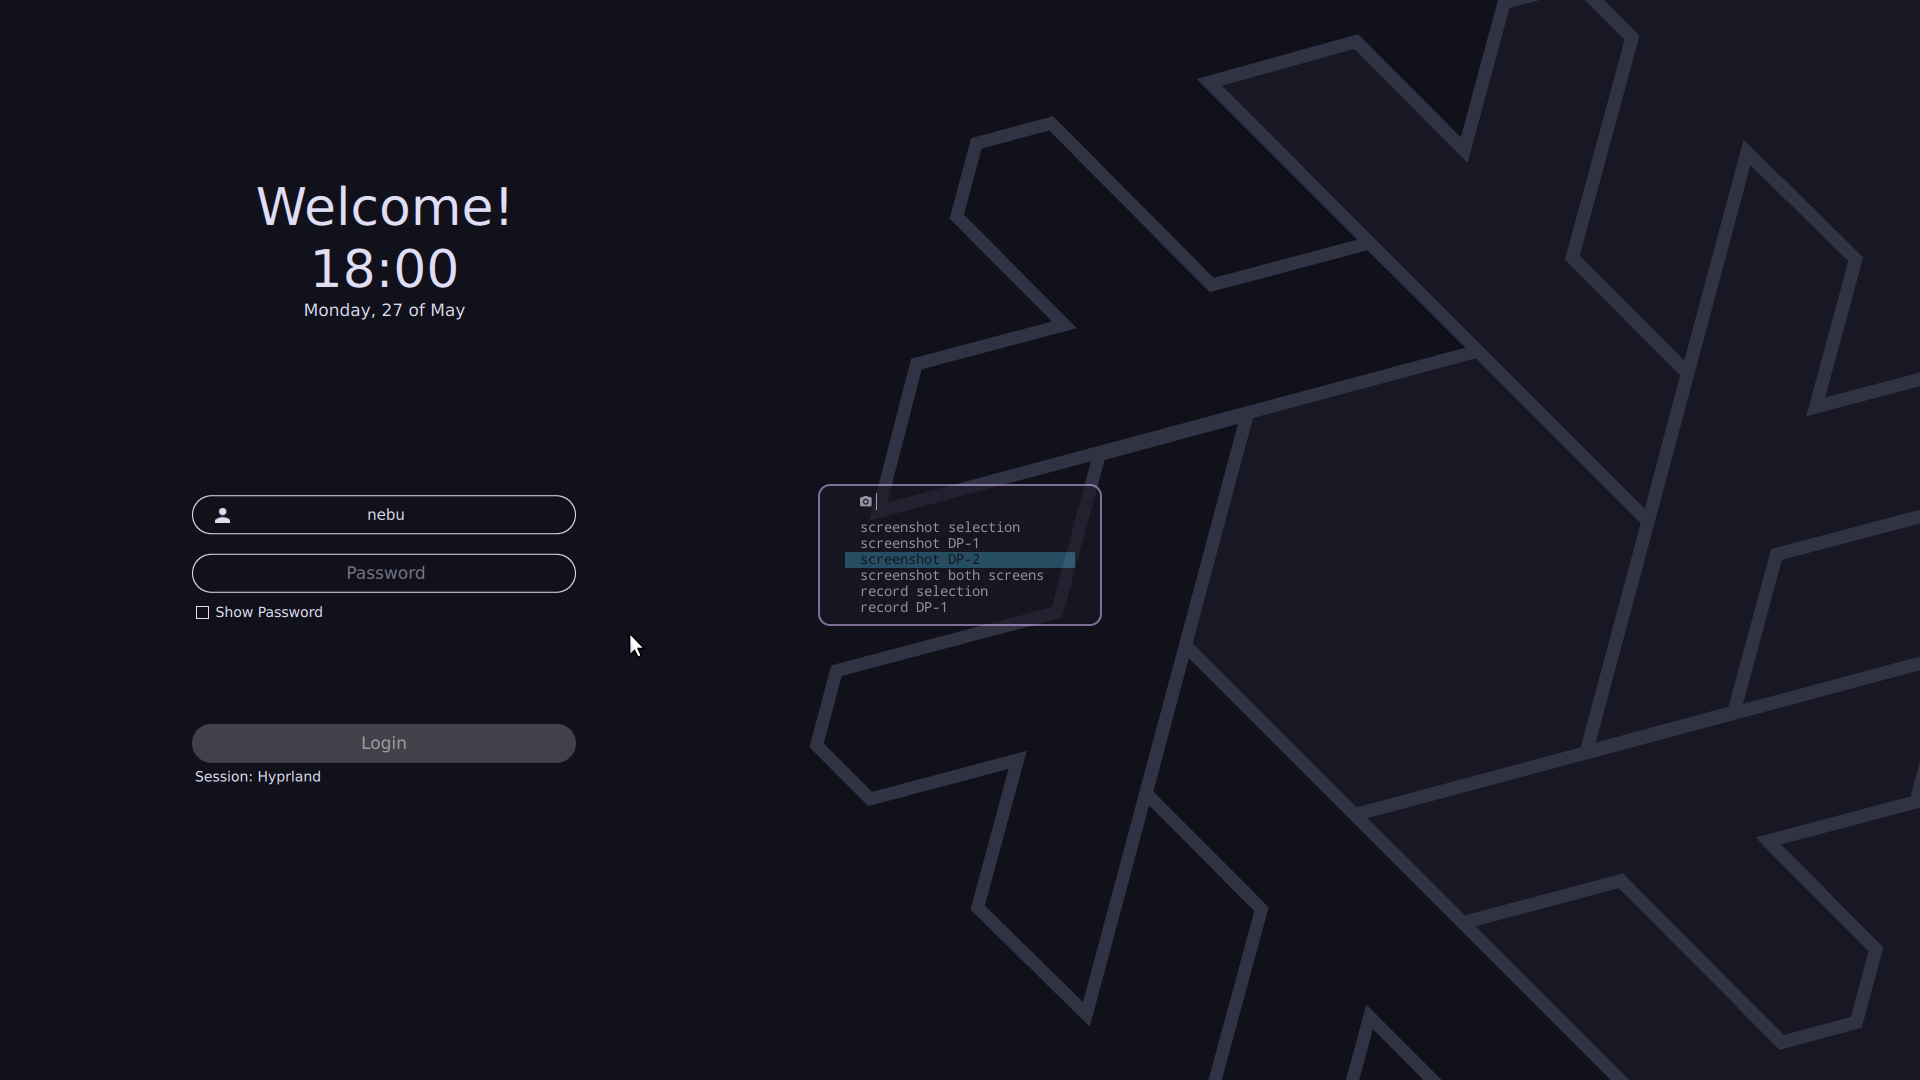 Welcome!
18:00
Monday, 27 of May
nebu
Password
Show Password
Login
Session: Hyprland
screenshot selection
screenshot DP-1
screenshot DP-2
screenshot both screens
record selection
record DP-1